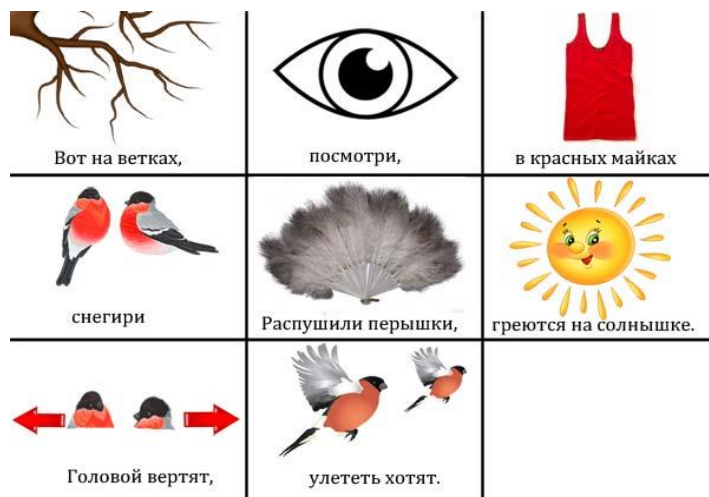 Вот на ветках,
посмотри,
в красных майках
снегири
Распушили перышки,
греются на солнышке.
Головой вертят,
улететь хотят.